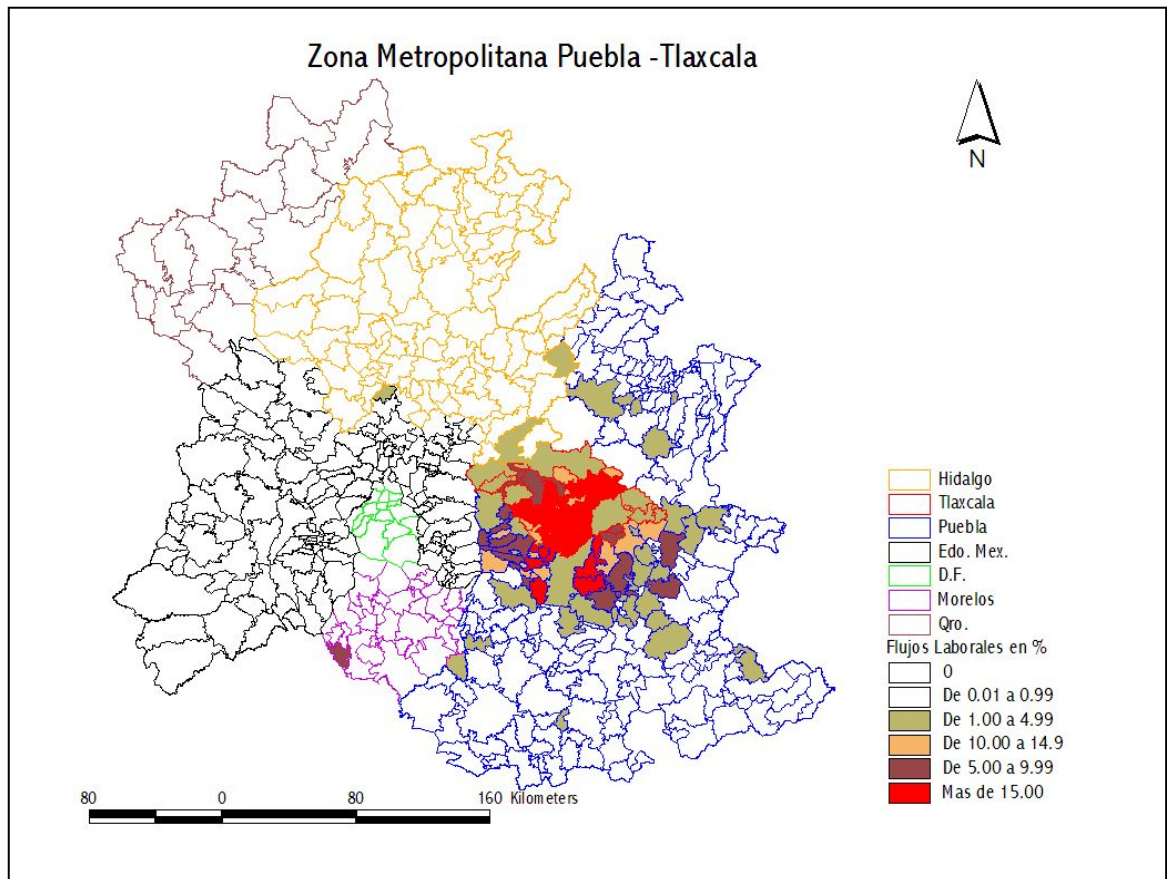 Zona Metropolitana Puebla -Tlaxcala
N
Hidalgo
Tlaxcala
Puebla
Edo. Mex.
D.F.
Morelos
Qro.
Flujos Laborales en %
0
De 0.01 a 0.99
De 1.00 a 4.99
De 10.00 a 14.9
De 5.00 a 9.99
Mas de 15.00
80 0 80 160 Kilometers